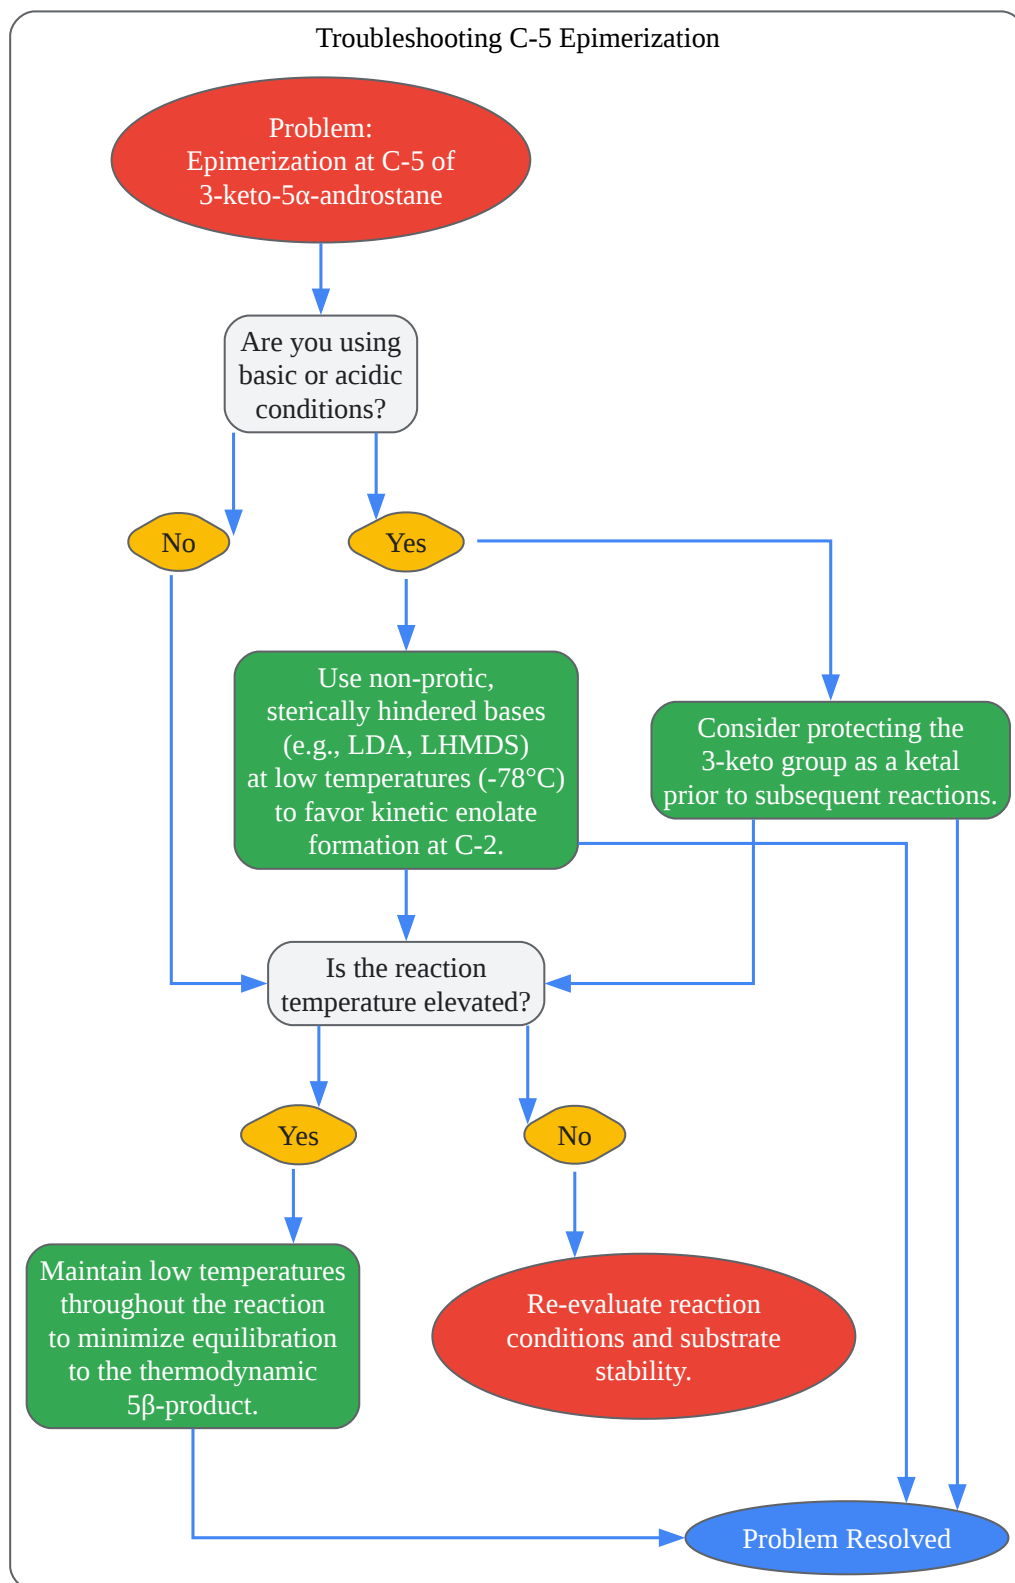 Troubleshooting C-5 Epimerization
Problem:
Epimerization at C-5 of
3-keto-5α-androstane
Are you using
basic or acidic
conditions?
No
Yes
Use non-protic,
sterically hindered bases
(e.g., LDA, LHMDS)
at low temperatures (-78°C)
to favor kinetic enolate
formation at C-2.
Consider protecting the
3-keto group as a ketal
prior to subsequent reactions.
Is the reaction
temperature elevated?
Yes
No
Maintain low temperatures
throughout the reaction
to minimize equilibration
to the thermodynamic
5β-product.
Re-evaluate reaction
conditions and substrate
stability.
Problem Resolved